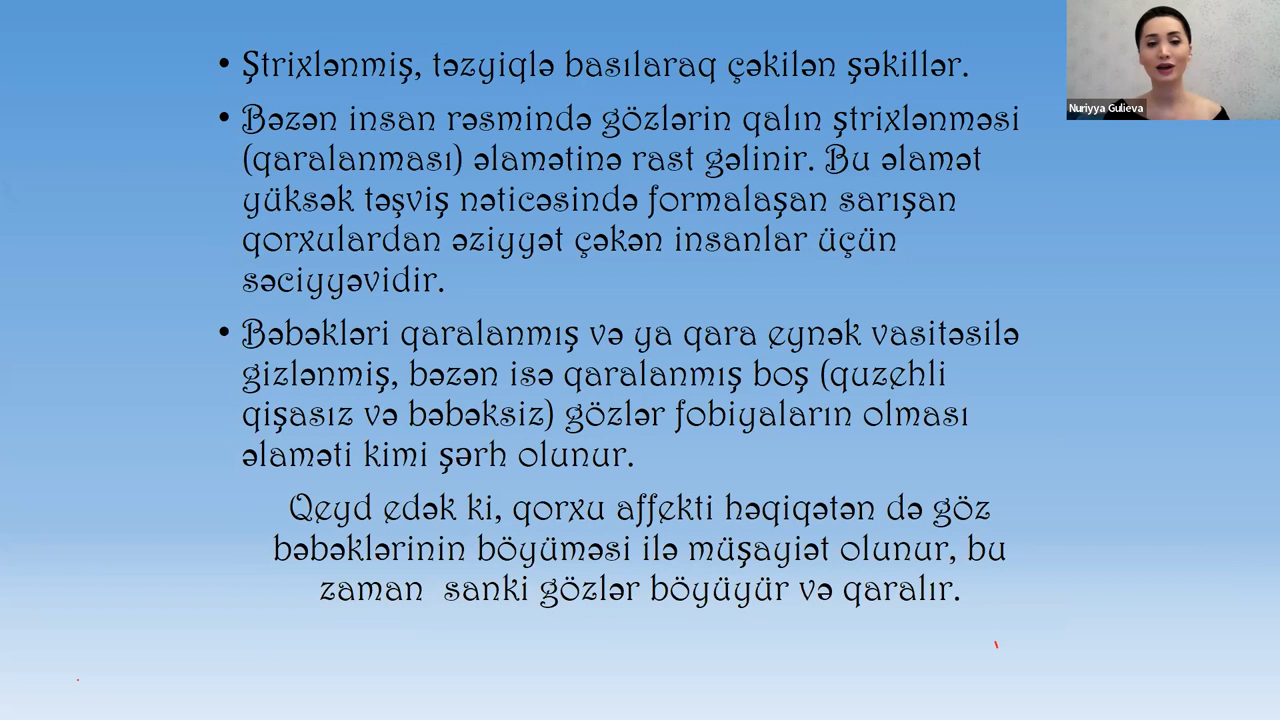 • Ştrixlənmiş, təzyiqlə basılaraq çəkilən şəkillər.
• Bəzən insan rəsmində gözlərin qalın ştrixlənməsi
(qaralanması) əlamətinə rast gəlinir. Bu əlamət
yüksək təşviş nəticəsində formalaşan sarışan
qorxulardan əziyyət çəkən insanlar üçün
səciyyəvidir.
• Bəbəkləri qaralanmış və ya qara eynək vasitəsilə
gizlənmiş, bəzən isə qaralanmış boş (quzehli
qişasız və bəbəksiz) gözlər fobiyaların olması
əlaməti kimi şərh olunur.
Qeyd edək ki, qorxu affekti həqiqətən də göz
bəbəklərinin böyüməsi ilə müşayiət olunur, bu
zaman sanki gözlər böyüyür və qaralır.
Nuriyya Gulieva